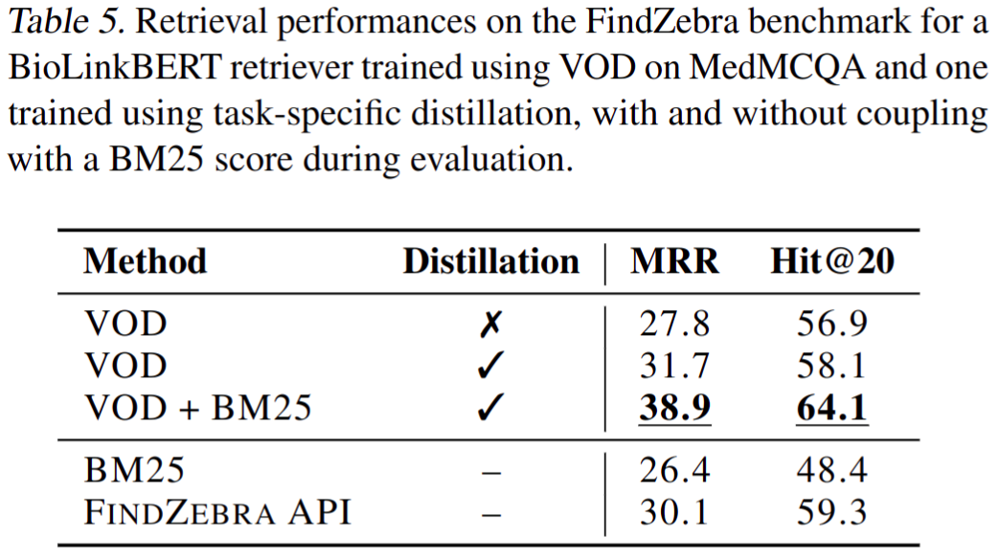 Table 5. Retrieval performances on the FindZebra benchmark for a
BioLinkBERT retriever trained using VOD on MedMCQA and one
trained using task-specific distillation, with and without coupling
with a BM25 score during evaluation.
Method Distillation MRR Hit@20
VOD ✗ 27.8 56.9
VOD ✓ 31.7 58.1
VOD + BM25 ✓ 38.9 64.1
BM25 – 26.4 48.4
FINDZEBRA API – 30.1 59.3